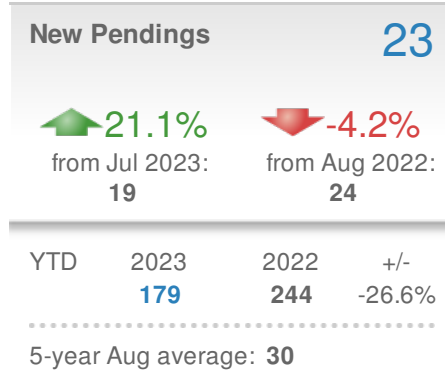 New Pendings 23
21.1% -4.2%
from Jul 2023: from Aug 2022:
19 24
YTD 2023 2022 +/-
179 244 -26.6%
5-year Aug average: 30